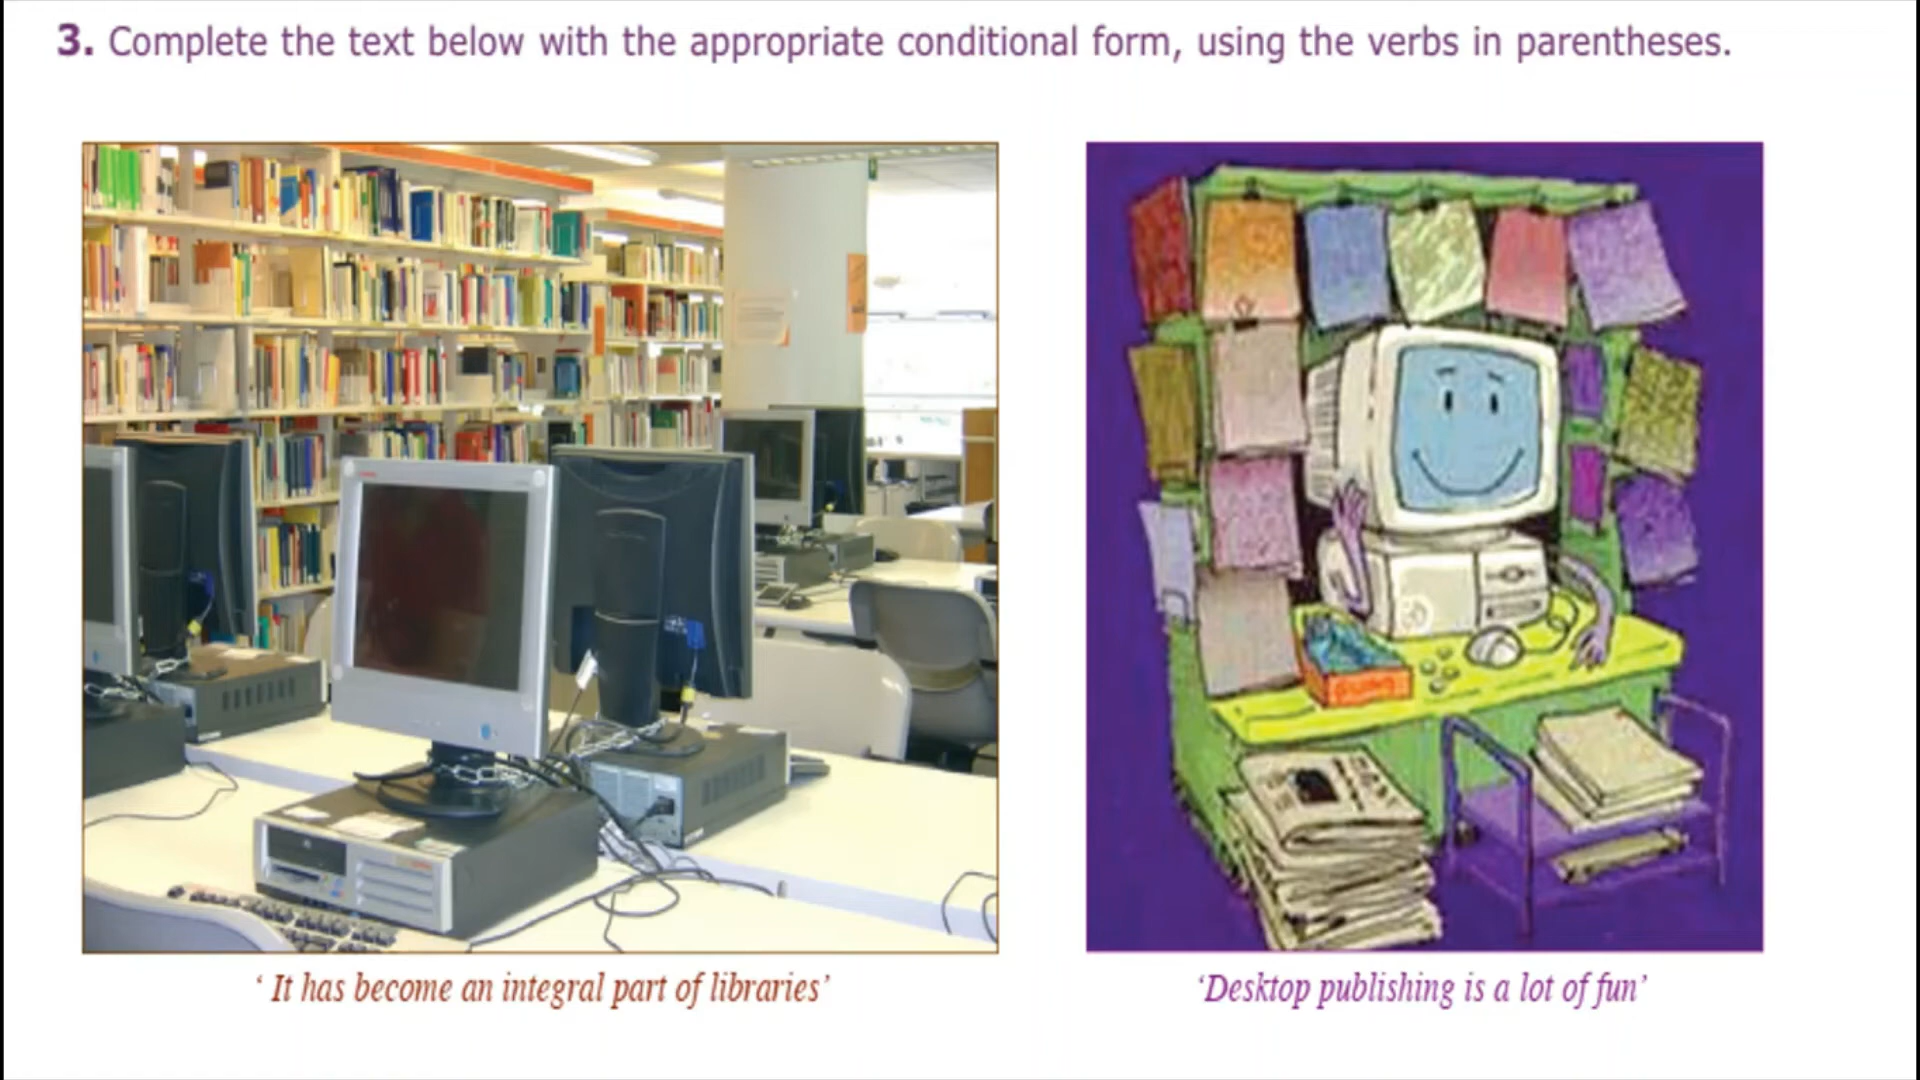 3. Complete the text below with the appropriate conditional form, using the verbs in parentheses.
‘ It has become an integral part of libraries’
‘Desktop publishing is a lot of fun’